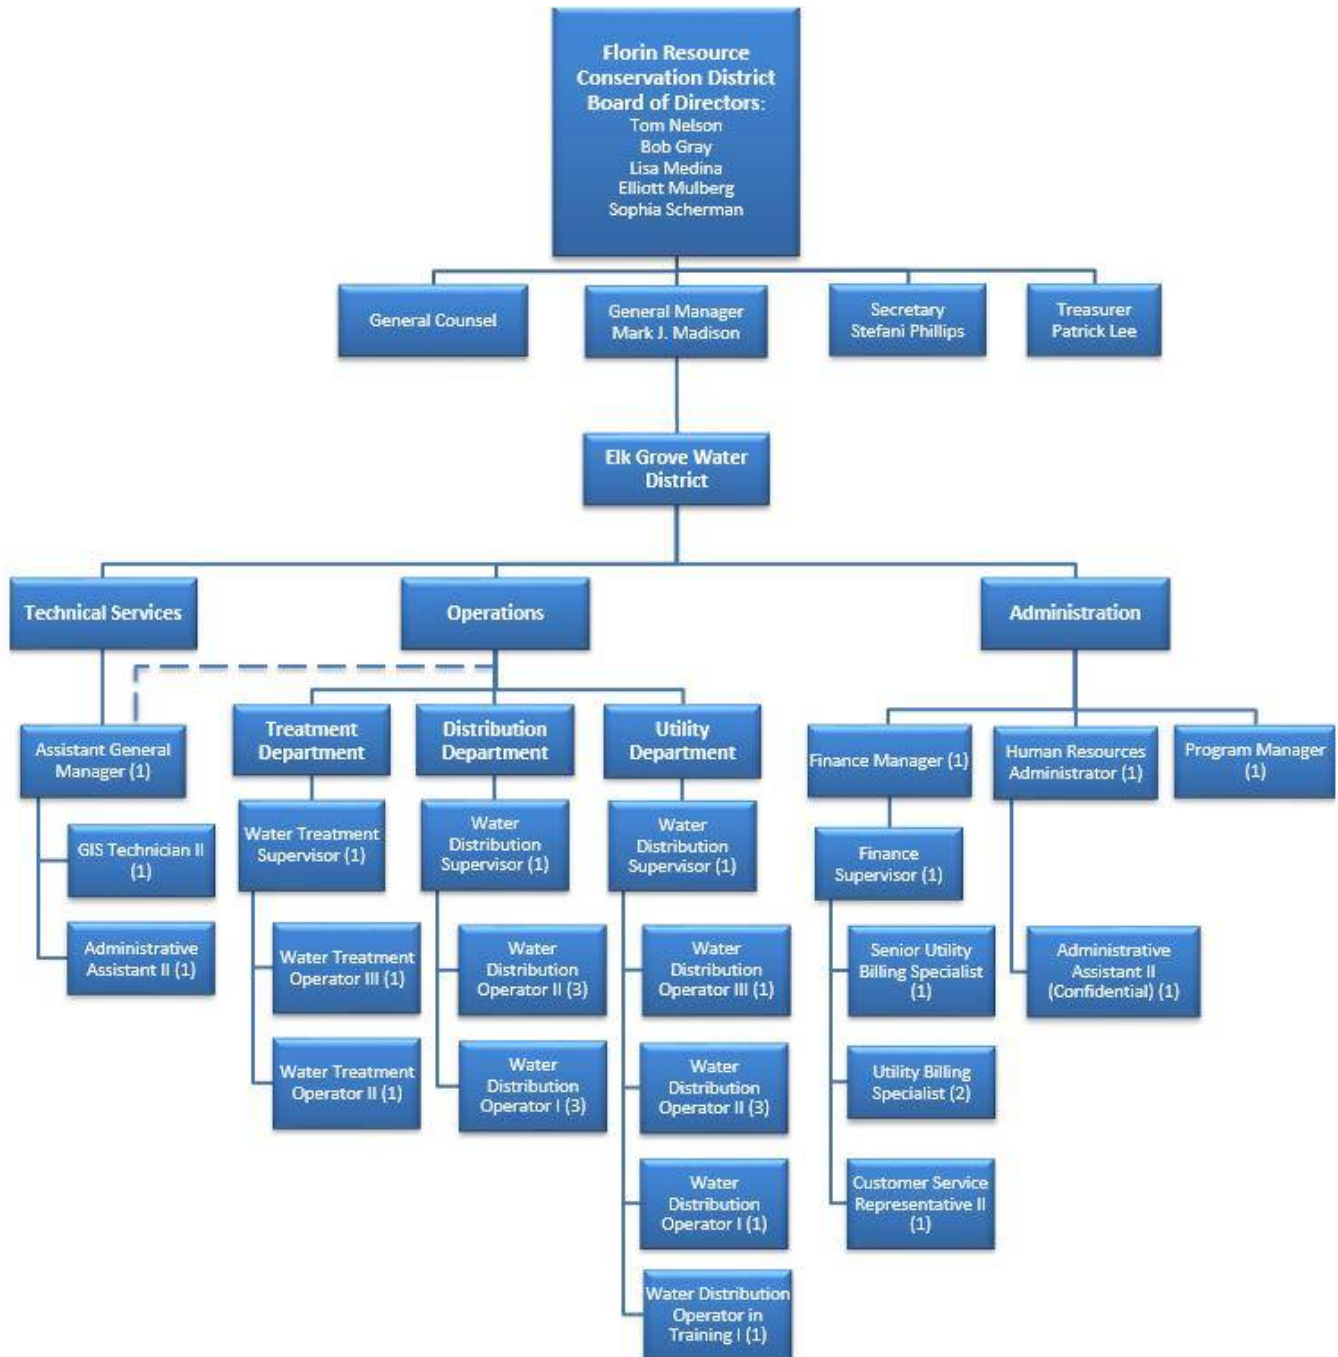 Florin Resource
Conservation District
Board of Directors:
Tom Nelson
Bob Gray
Lisa Medina
Elliott Mulberg
Sophia Scherman
General Counsel
General Manager
Mark J. Madison
Secretary
Stefani Phillips
Treasurer
Patrick Lee
Elk Grove Water
District
Technical Services
Operations
Administration
Assistant General
Manager (1)
GIS Technician II
(1)
Administrative
Assistant II (1)
Treatment
Department
Water Treatment
Supervisor (1)
Water Treatment
Operator III (1)
Water Treatment
Operator II (1)
Distribution
Department
Water
Distribution
Supervisor (1)
Water
Distribution
Operator II (3)
Water
Distribution
Operator I (3)
Utility
Department
Water
Distribution
Supervisor (1)
Water
Distribution
Operator III (1)
Water
Distribution
Operator II (3)
Water
Distribution
Operator I (1)
Water Distribution
Operator in
Training I (1)
Finance Manager (1)
Finance
Supervisor (1)
Senior Utility
Billing Specialist
(1)
Utility Billing
Specialist (2)
Customer Service
Representative II
(1)
Human Resources
Administrator (1)
Administrative
Assistant II
(Confidential) (1)
Program Manager
(1)